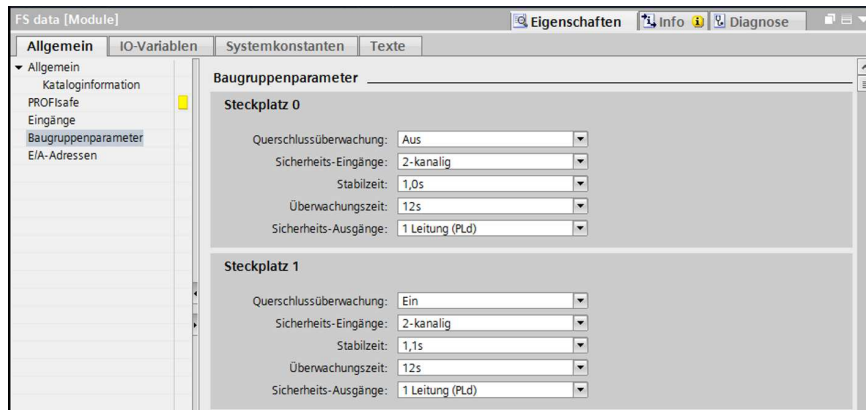 FS data [Module]
Eigenschaften Info Diagnose
Allgemein IO-Variablen Systemkonstanten Texte
Allgemein
Kataloginformation
PROFIsafe
Eingänge
Baugruppenparameter
E/A-Adressen
Baugruppenparameter
Steckplatz 0
Querschlussüberwachung: Aus
Sicherheits-Eingänge: 2-kanalig
Stabilzeit: 1,0s
Überwachungszeit: 12s
Sicherheits-Ausgänge: 1 Leitung (PLd)
Steckplatz 1
Querschlussüberwachung: Ein
Sicherheits-Eingänge: 2-kanalig
Stabilzeit: 1,1s
Überwachungszeit: 12s
Sicherheits-Ausgänge: 1 Leitung (PLd)